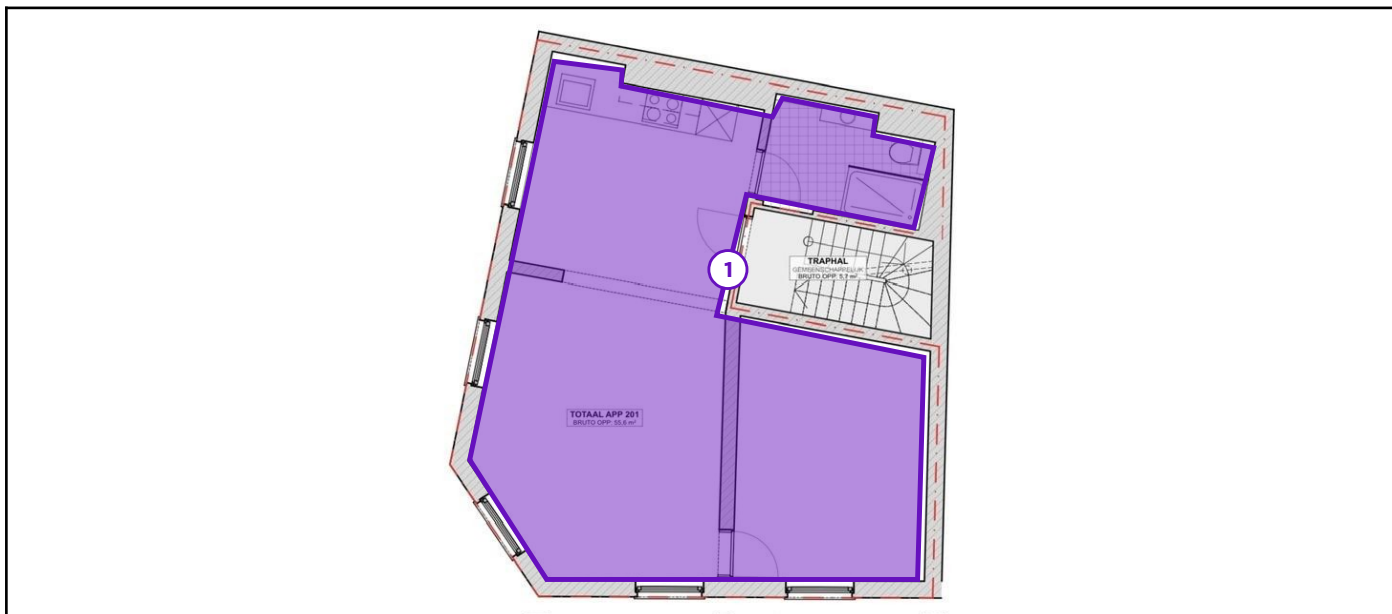 1
TRAPHAL
GEMEENSCHAPPELIJK
BRUTO OPP: 5,7 m²
TOTAAL APP 201
BRUTO OPP: 55,6 m²